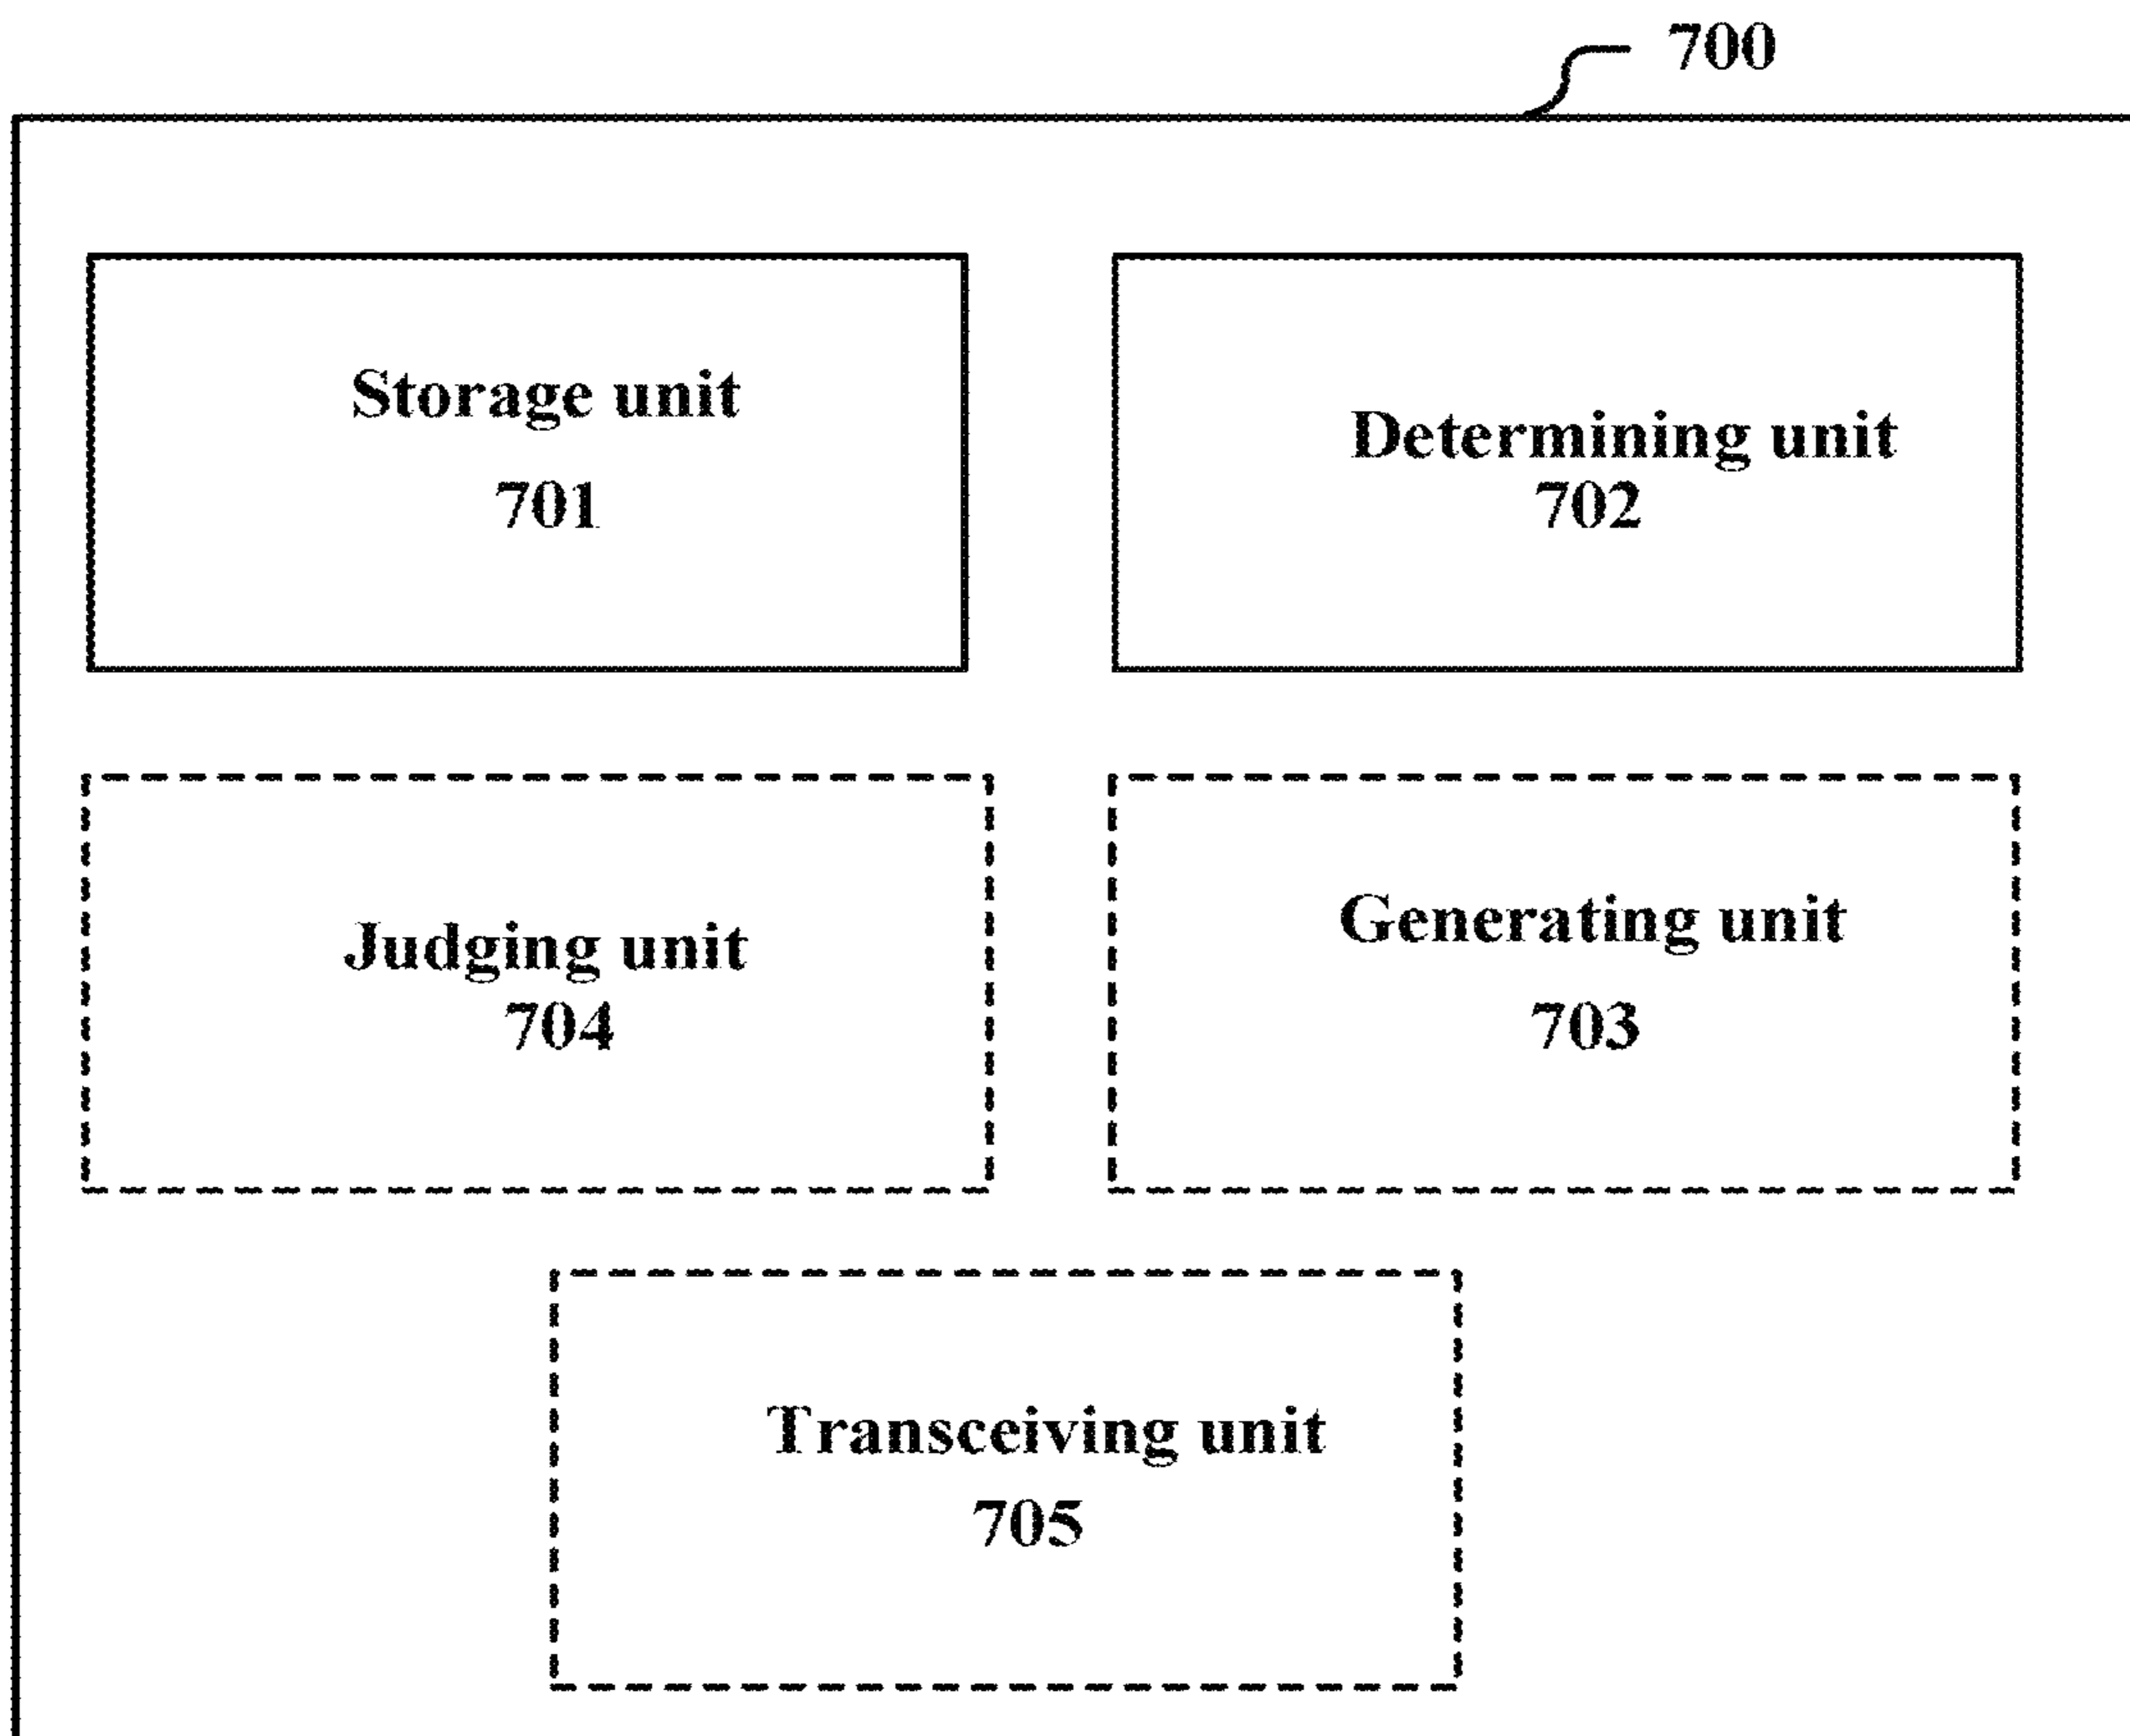 700
Storage unit
701
Determining unit
702
Judging unit
704
Generating unit
703
Transceiving unit
705